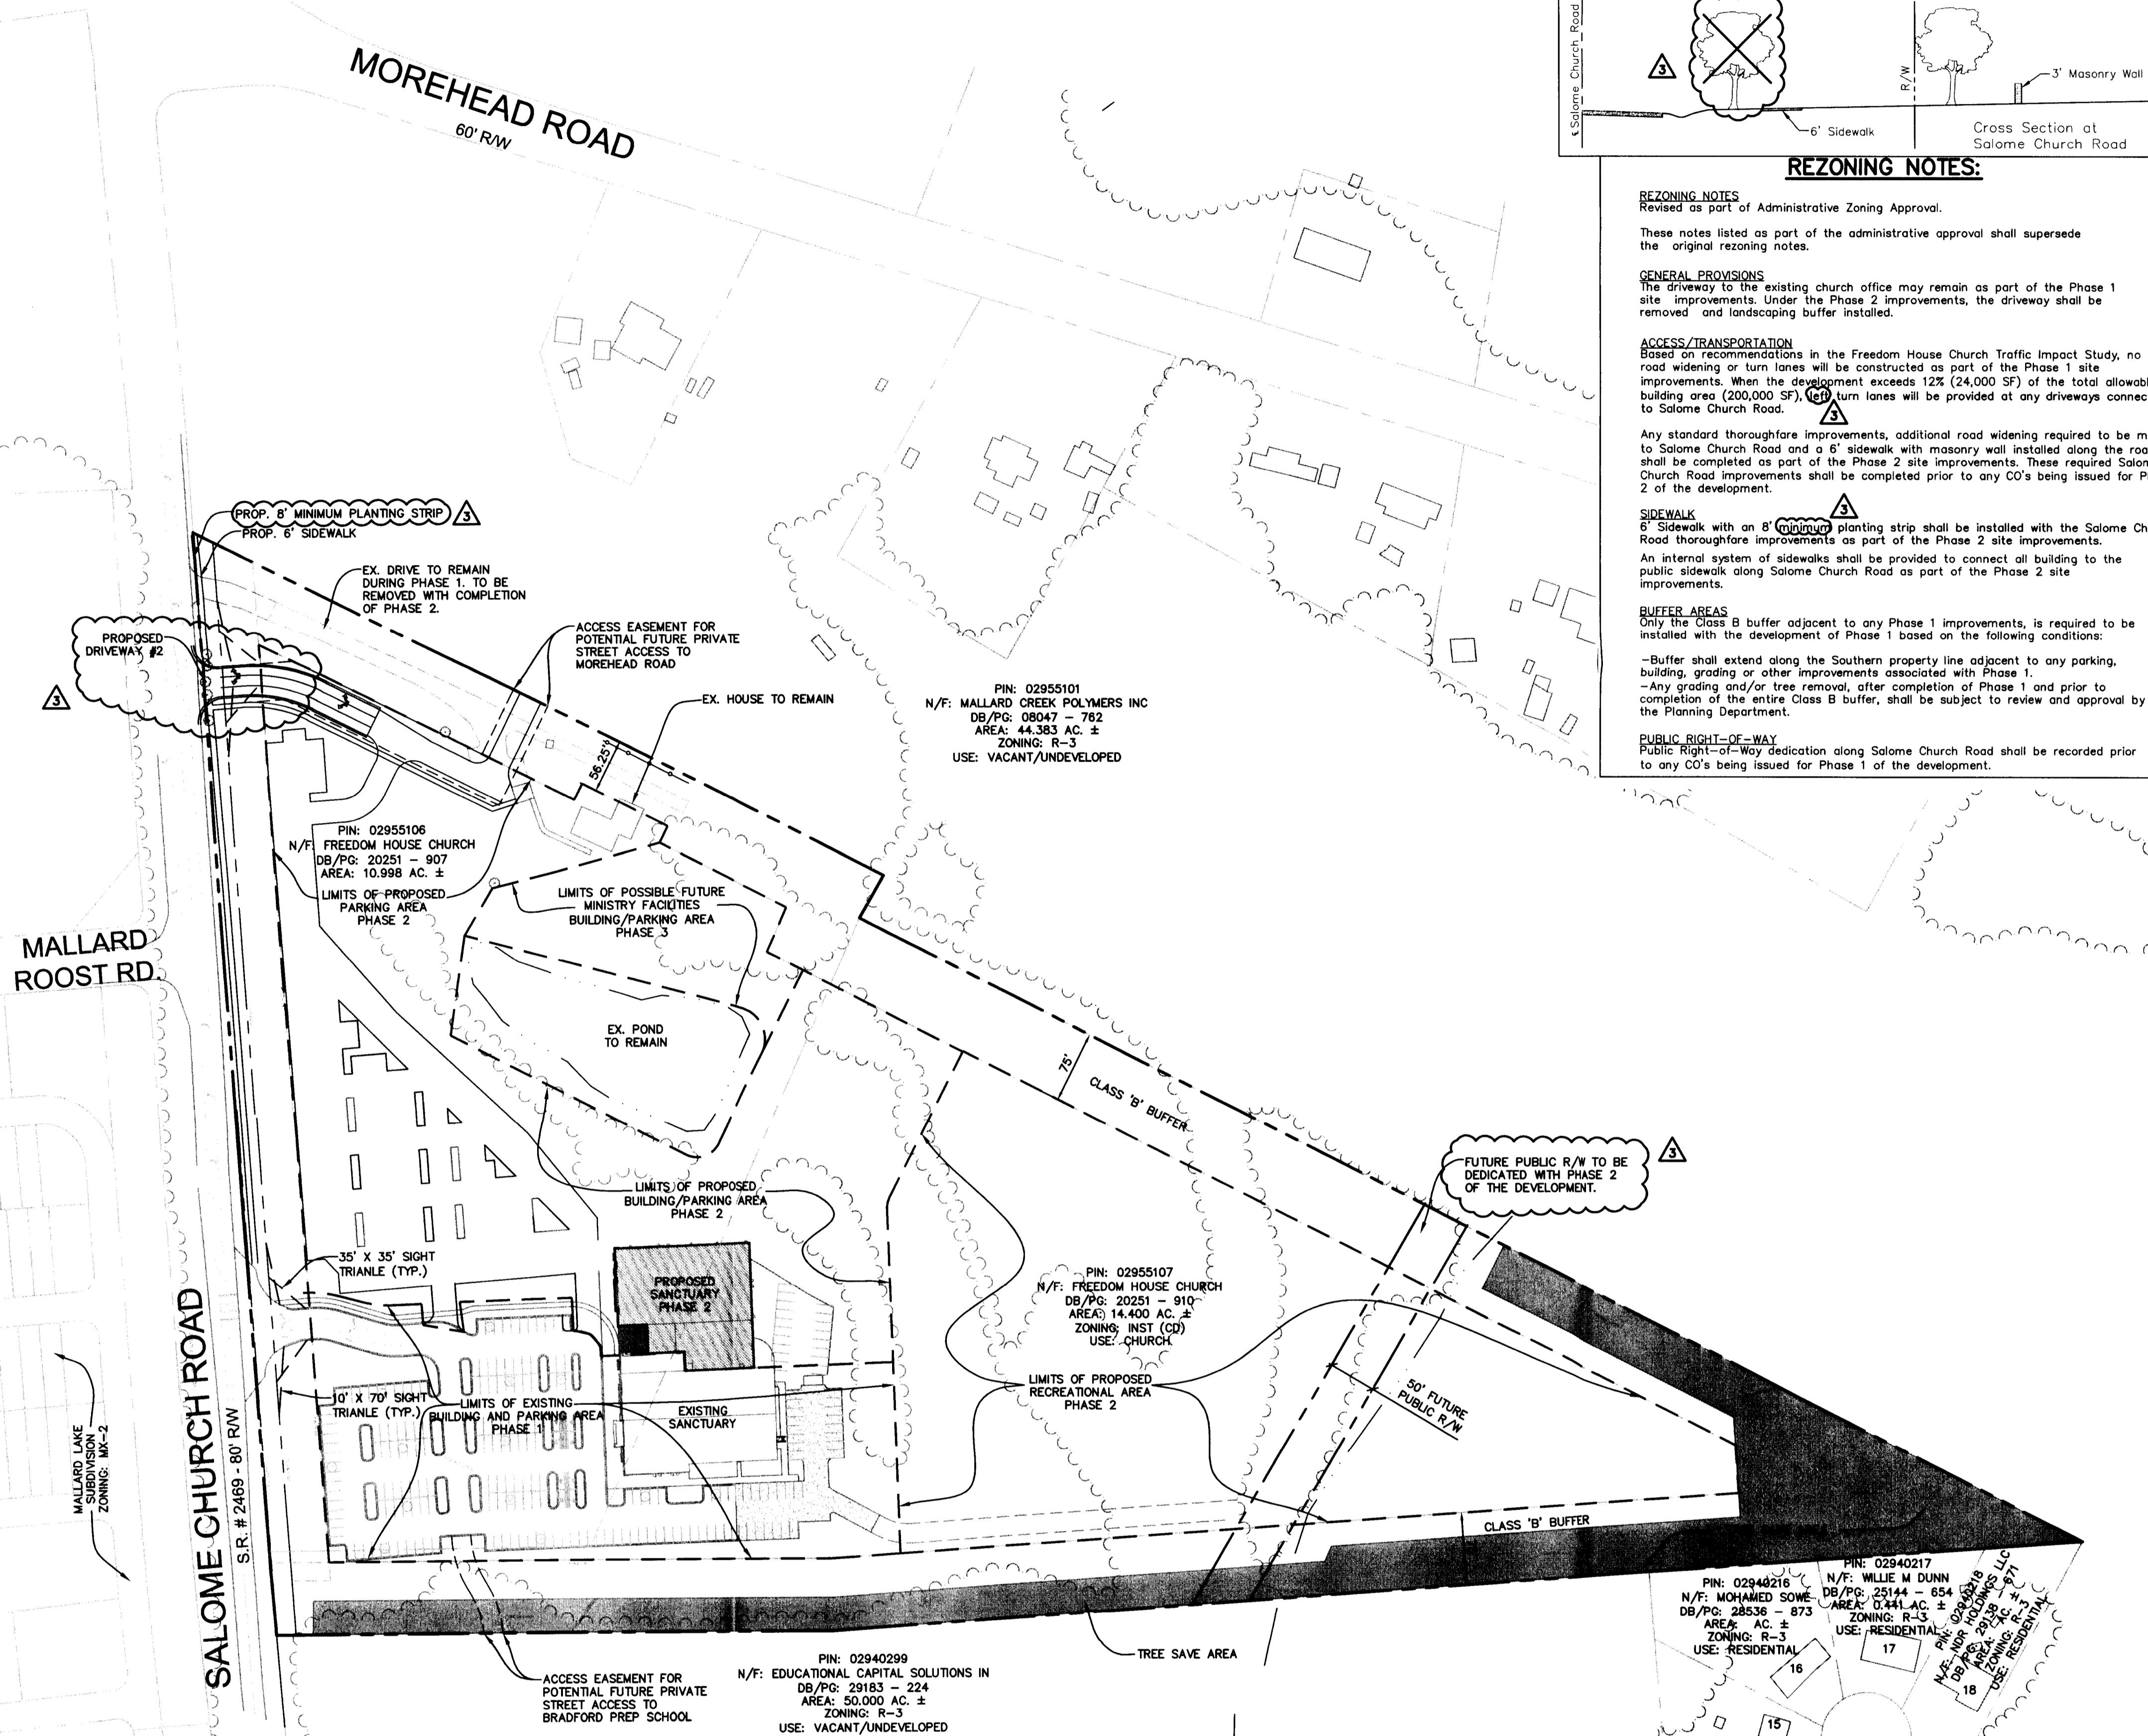 MOREHEAD ROAD
60' R/W
℄ Salome Church Road
3
R/W
3' Masonry Wall
6' Sidewalk
Cross Section at
Salome Church Road
REZONING NOTES:
REZONING NOTES
Revised as part of Administrative Zoning Approval.
These notes listed as part of the administrative approval shall supersede
the original rezoning notes.
GENERAL PROVISIONS
The driveway to the existing church office may remain as part of the Phase 1
site improvements. Under the Phase 2 improvements, the driveway shall be
removed and landscaping buffer installed.
ACCESS/TRANSPORTATION
Based on recommendations in the Freedom House Church Traffic Impact Study, no
road widening or turn lanes will be constructed as part of the Phase 1 site
improvements. When the development exceeds 12% (24,000 SF) of the total allowabl
building area (200,000 SF), left turn lanes will be provided at any driveways connec
to Salome Church Road.
3
Any standard thoroughfare improvements, additional road widening required to be m
to Salome Church Road and a 6' sidewalk with masonry wall installed along the roa
shall be completed as part of the Phase 2 site improvements. These required Salom
Church Road improvements shall be completed prior to any CO's being issued for P
2 of the development.
3
SIDEWALK
6' Sidewalk with an 8' minimum planting strip shall be installed with the Salome Ch
Road thoroughfare improvements as part of the Phase 2 site improvements.
An internal system of sidewalks shall be provided to connect all building to the
public sidewalk along Salome Church Road as part of the Phase 2 site
improvements.
BUFFER AREAS
Only the Class B buffer adjacent to any Phase 1 improvements, is required to be
installed with the development of Phase 1 based on the following conditions:
-Buffer shall extend along the Southern property line adjacent to any parking,
building, grading or other improvements associated with Phase 1.
-Any grading and/or tree removal, after completion of Phase 1 and prior to
completion of the entire Class B buffer, shall be subject to review and approval by
the Planning Department.
PUBLIC RIGHT-OF-WAY
Public Right-of-Way dedication along Salome Church Road shall be recorded prior
to any CO's being issued for Phase 1 of the development.
PROP. 8' MINIMUM PLANTING STRIP
3
PROP. 6' SIDEWALK
EX. DRIVE TO REMAIN
DURING PHASE 1. TO BE
REMOVED WITH COMPLETION
OF PHASE 2.
PROPOSED
DRIVEWAY #2
3
ACCESS EASEMENT FOR
POTENTIAL FUTURE PRIVATE
STREET ACCESS TO
MOREHEAD ROAD
EX. HOUSE TO REMAIN
56.25'
PIN: 02955101
N/F: MALLARD CREEK POLYMERS INC
DB/PG: 08047 - 762
AREA: 44.383 AC. ±
ZONING: R-3
USE: VACANT/UNDEVELOPED
PIN: 02955106
N/F: FREEDOM HOUSE CHURCH
DB/PG: 20251 - 907
AREA: 10.998 AC. ±
LIMITS OF PROPOSED
PARKING AREA
PHASE 2
LIMITS OF POSSIBLE FUTURE
MINISTRY FACILITIES
BUILDING/PARKING AREA
PHASE 3
MALLARD
ROOST RD.
EX. POND
TO REMAIN
75'
CLASS 'B' BUFFER
FUTURE PUBLIC R/W TO BE
DEDICATED WITH PHASE 2
OF THE DEVELOPMENT.
3
LIMITS OF PROPOSED
BUILDING/PARKING AREA
PHASE 2
35' X 35' SIGHT
TRIANLE (TYP.)
PROPOSED
SANCTUARY
PHASE 2
PIN: 02955107
N/F: FREEDOM HOUSE CHURCH
DB/PG: 20251 - 910
AREA: 14.400 AC. ±
ZONING: INST (CD)
USE: CHURCH
LIMITS OF PROPOSED
RECREATIONAL AREA
PHASE 2
50' FUTURE
PUBLIC R/W
10' X 70' SIGHT
TRIANLE (TYP.)
LIMITS OF EXISTING
BUILDING AND PARKING AREA
PHASE 1
EXISTING
SANCTUARY
MALLARD LAKE
SUBDIVISION
ZONING: MX-2
SALOME CHURCH ROAD
S.R. # 2469 - 80' R/W
CLASS 'B' BUFFER
TREE SAVE AREA
ACCESS EASEMENT FOR
POTENTIAL FUTURE PRIVATE
STREET ACCESS TO
BRADFORD PREP SCHOOL
PIN: 02940299
N/F: EDUCATIONAL CAPITAL SOLUTIONS IN
DB/PG: 29183 - 224
AREA: 50.000 AC. ±
ZONING: R-3
USE: VACANT/UNDEVELOPED
PIN: 02940216
N/F: MOHAMED SOWE
DB/PG: 28536 - 873
AREA: AC. ±
ZONING: R-3
USE: RESIDENTIAL
16
PIN: 02940217
N/F: WILLIE M DUNN
DB/PG: 25144 - 654
AREA: 0.441 AC. ±
ZONING: R-3
USE: RESIDENTIAL
17
PIN: 02940218
N/F: NDR HOLDINGS LLC
DB/PG: 29138 - 671
AREA: AC. ±
ZONING: R-3
USE: RESIDENTIAL
18
15